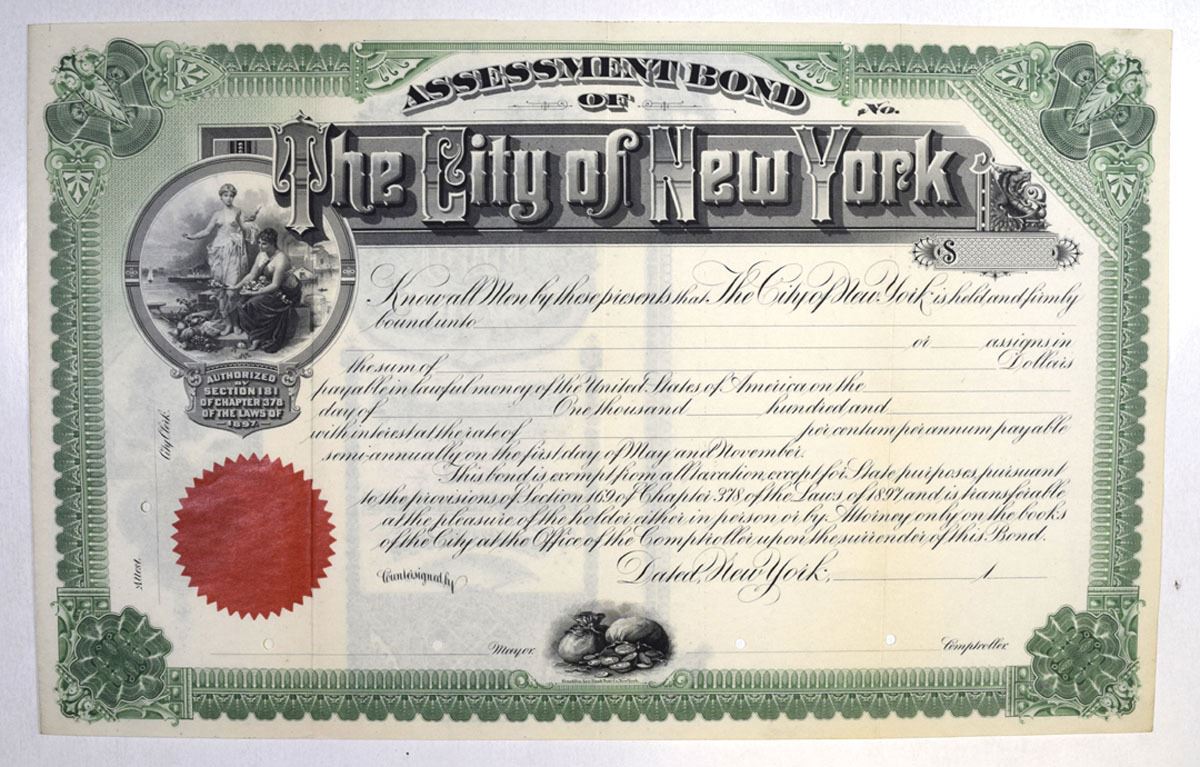 ASSESSMENT BOND
OF
No.
The City of New York
$
Know all Men by these presents that The City of New York is held and firmly
bound unto
or assigns in
the sum of Dollars
payable in lawful money of the United States of America on the
day of One thousand hundred and
with interest at the rate of per centum per annum payable
semi-annually on the first day of May and November.
This bond is exempt from all taxation, except for State purposes, pursuant
to the provisions of Section 169 of Chapter 378 of the Laws of 1897 and is transferable
at the pleasure of the holder either in person or by Attorney only on the books
of the City at the Office of the Comptroller upon the surrender of this Bond.
Dated, New York, 1
AUTHORIZED
BY
SECTION 181
OF CHAPTER 378
OF THE LAWS OF
1897.
City Clerk.
Attest.
Countersigned by
Mayor.
Comptroller.